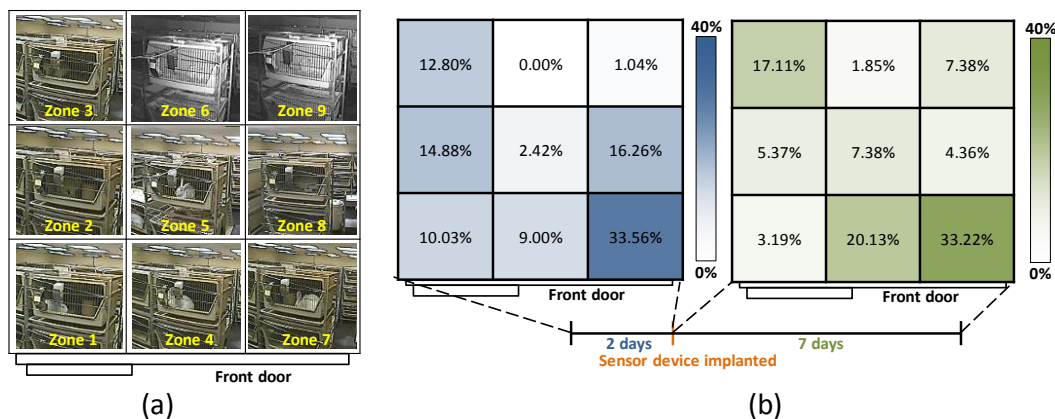 Zone 3 Zone 6 Zone 9
Zone 2 Zone 5 Zone 8
Zone 1 Zone 4 Zone 7
Front door
(a)
12.80% 0.00% 1.04%
14.88% 2.42% 16.26%
10.03% 9.00% 33.56%
Front door
40%
0%
17.11% 1.85% 7.38%
5.37% 7.38% 4.36%
3.19% 20.13% 33.22%
Front door
40%
0%
2 days 7 days
Sensor device implanted
(b)